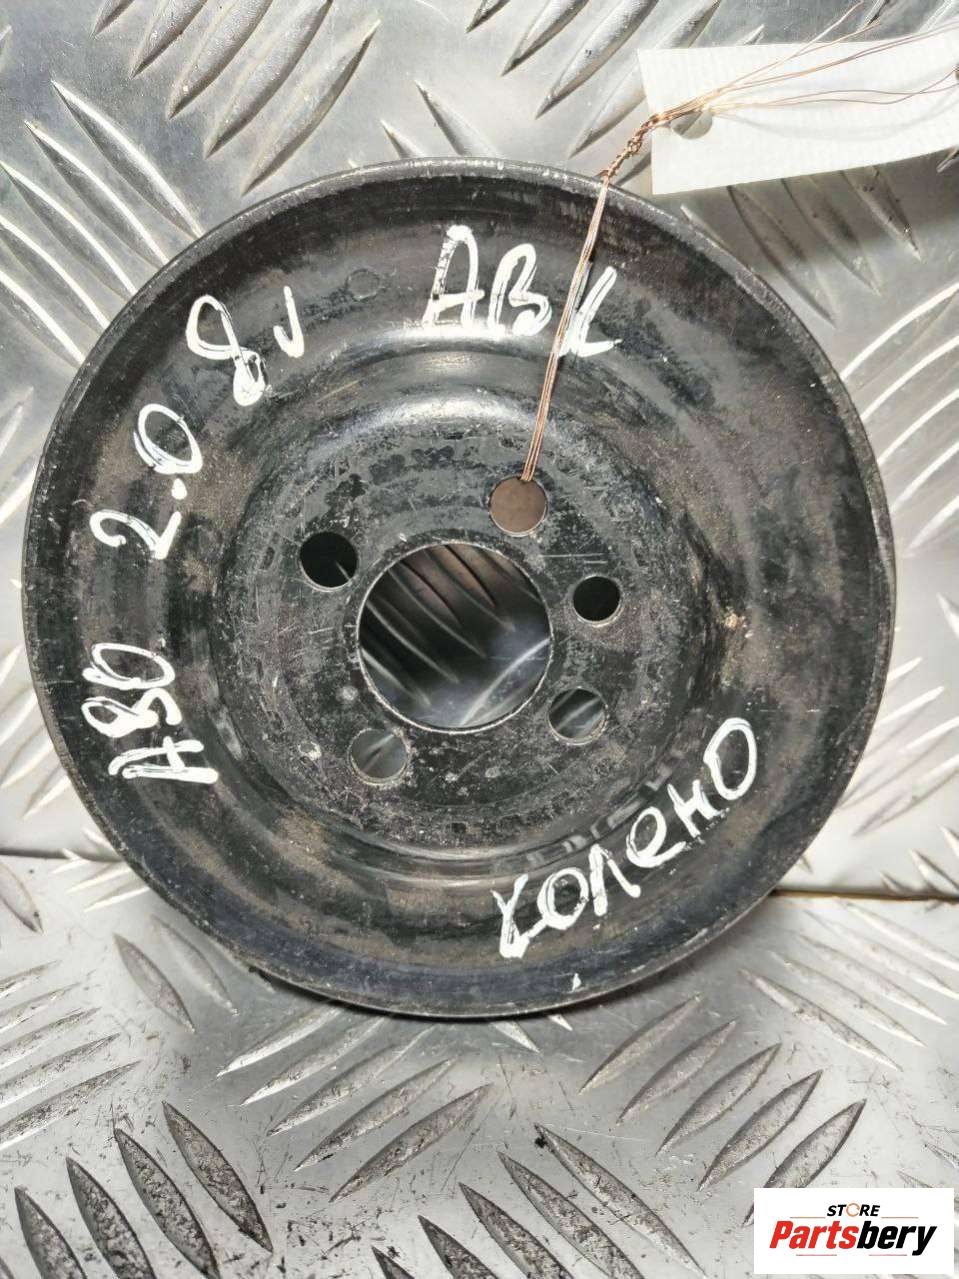 A80 2.0 8v ABK
колено
STORE
Partsbery